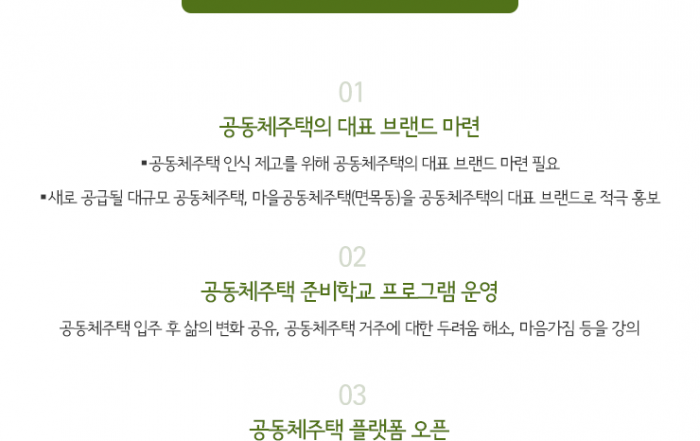 01
공동체주택의 대표 브랜드 마련
▪공동체주택 인식 제고를 위해 공동체주택의 대표 브랜드 마련 필요
▪새로 공급될 대규모 공동체주택, 마을공동체주택(면목동)을 공동체주택의 대표 브랜드로 적극 홍보
02
공동체주택 준비학교 프로그램 운영
공동체주택 입주 후 삶의 변화 공유, 공동체주택 거주에 대한 두려움 해소, 마음가짐 등을 강의
03
공동체주택 플랫폼 오픈